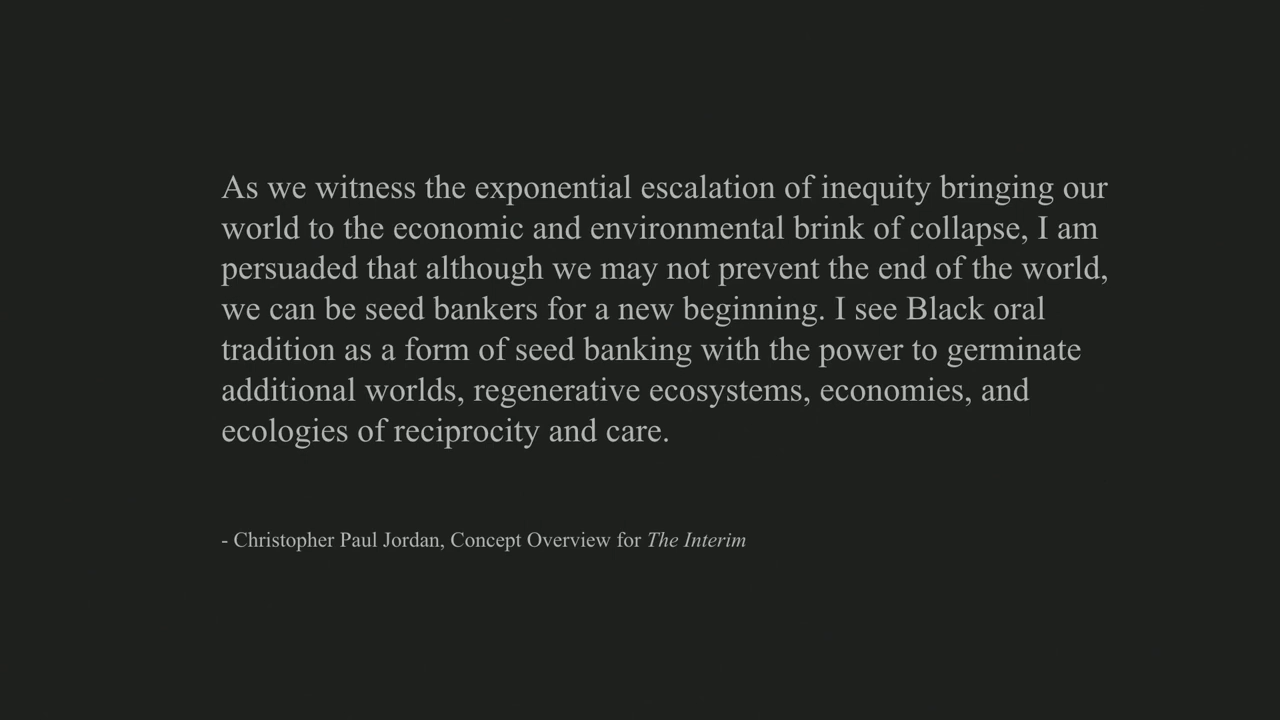 As we witness the exponential escalation of inequity bringing our
world to the economic and environmental brink of collapse, I am
persuaded that although we may not prevent the end of the world,
we can be seed bankers for a new beginning. I see Black oral
tradition as a form of seed banking with the power to germinate
additional worlds, regenerative ecosystems, economies, and
ecologies of reciprocity and care.
- Christopher Paul Jordan, Concept Overview for The Interim